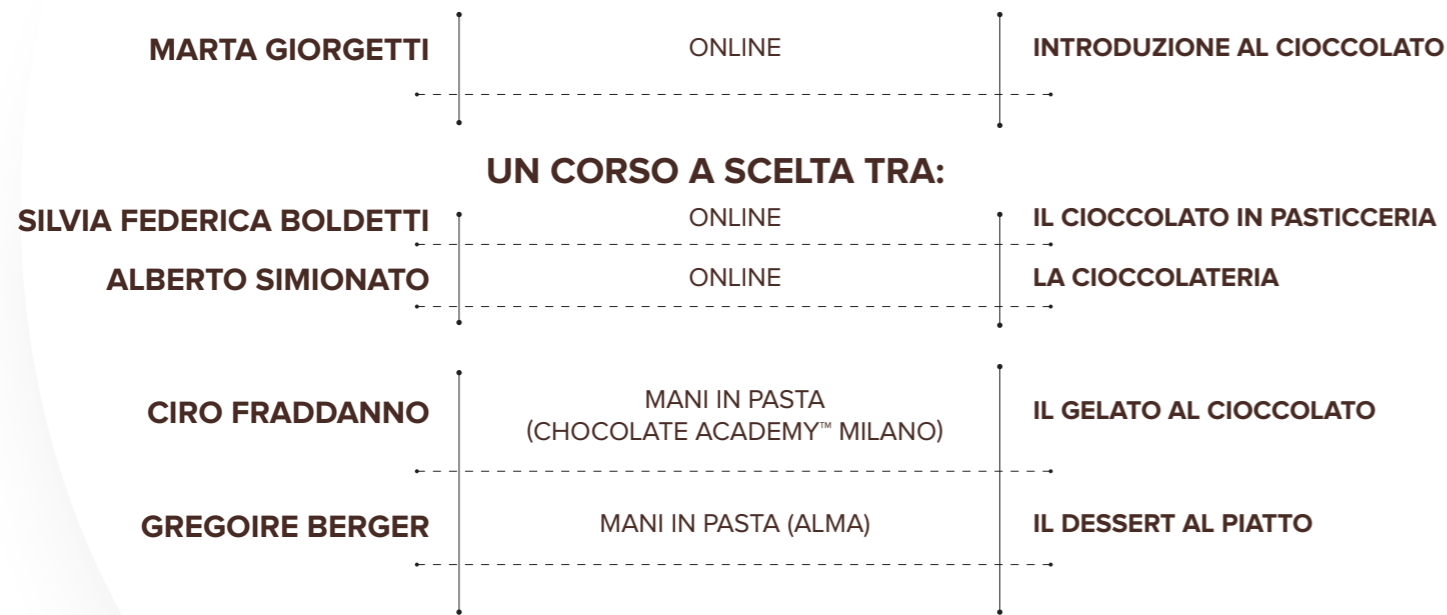 MARTA GIORGETTI ONLINE INTRODUZIONE AL CIOCCOLATO
UN CORSO A SCELTA TRA:
SILVIA FEDERICA BOLDETTI ONLINE IL CIOCCOLATO IN PASTICCERIA
ALBERTO SIMIONATO ONLINE LA CIOCCOLATERIA
CIRO FRADDANNO MANI IN PASTA
(CHOCOLATE ACADEMY™ MILANO) IL GELATO AL CIOCCOLATO
GREGOIRE BERGER MANI IN PASTA (ALMA) IL DESSERT AL PIATTO